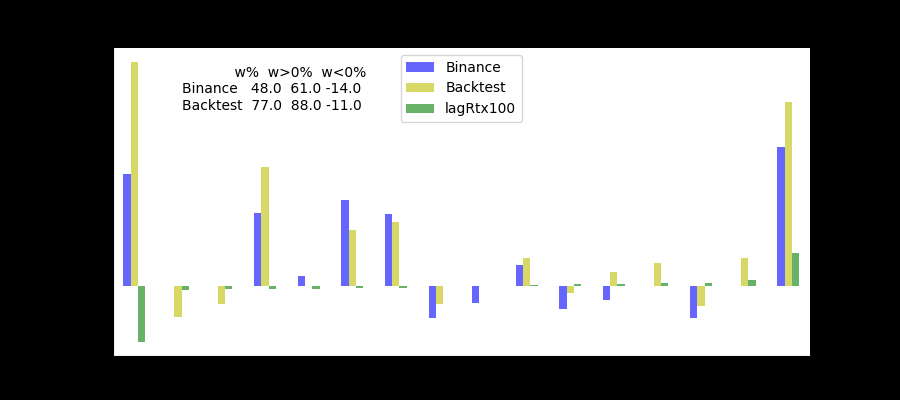 w% w>0% w<0%
Binance 48.0 61.0 -14.0
Backtest 77.0 88.0 -11.0
Binance
Backtest
lagRtx100